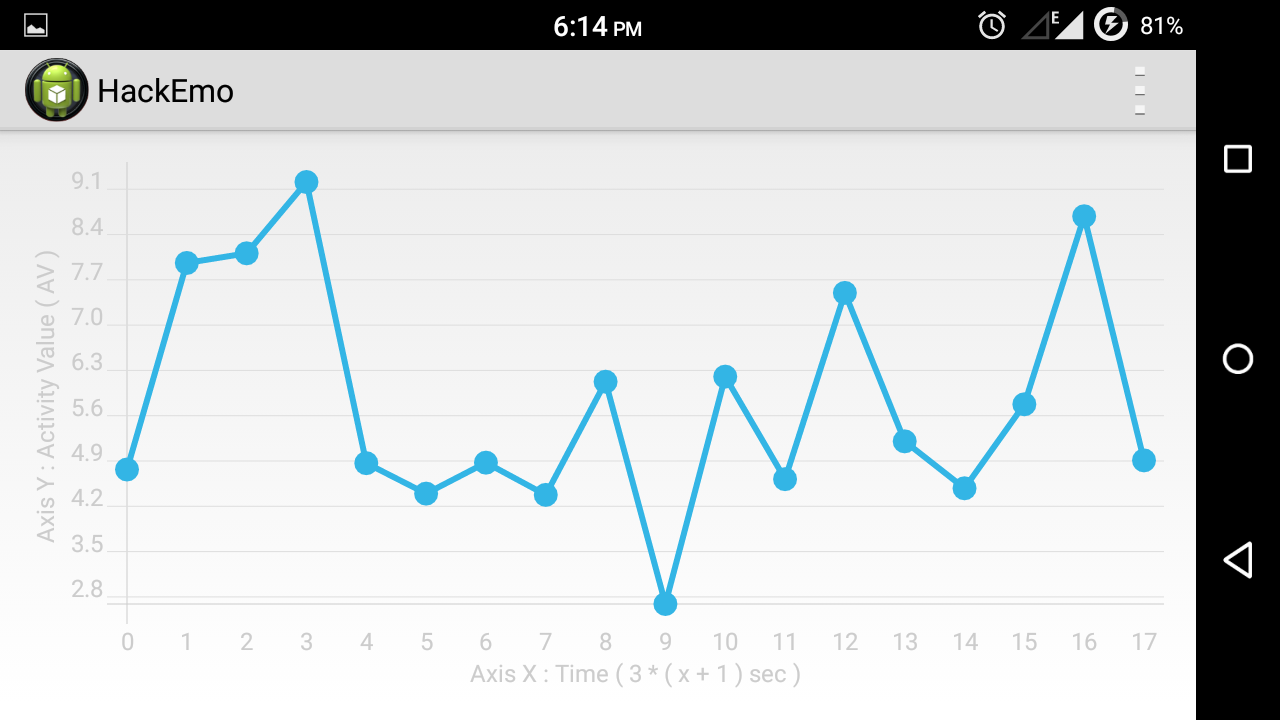 6:14 PM
E
81%
HackEmo
9.1
8.4
7.7
7.0
6.3
5.6
4.9
4.2
3.5
2.8
Axis Y : Activity Value ( AV )
0 1 2 3 4 5 6 7 8 9 10 11 12 13 14 15 16 17
Axis X : Time ( 3 * ( x + 1 ) sec )